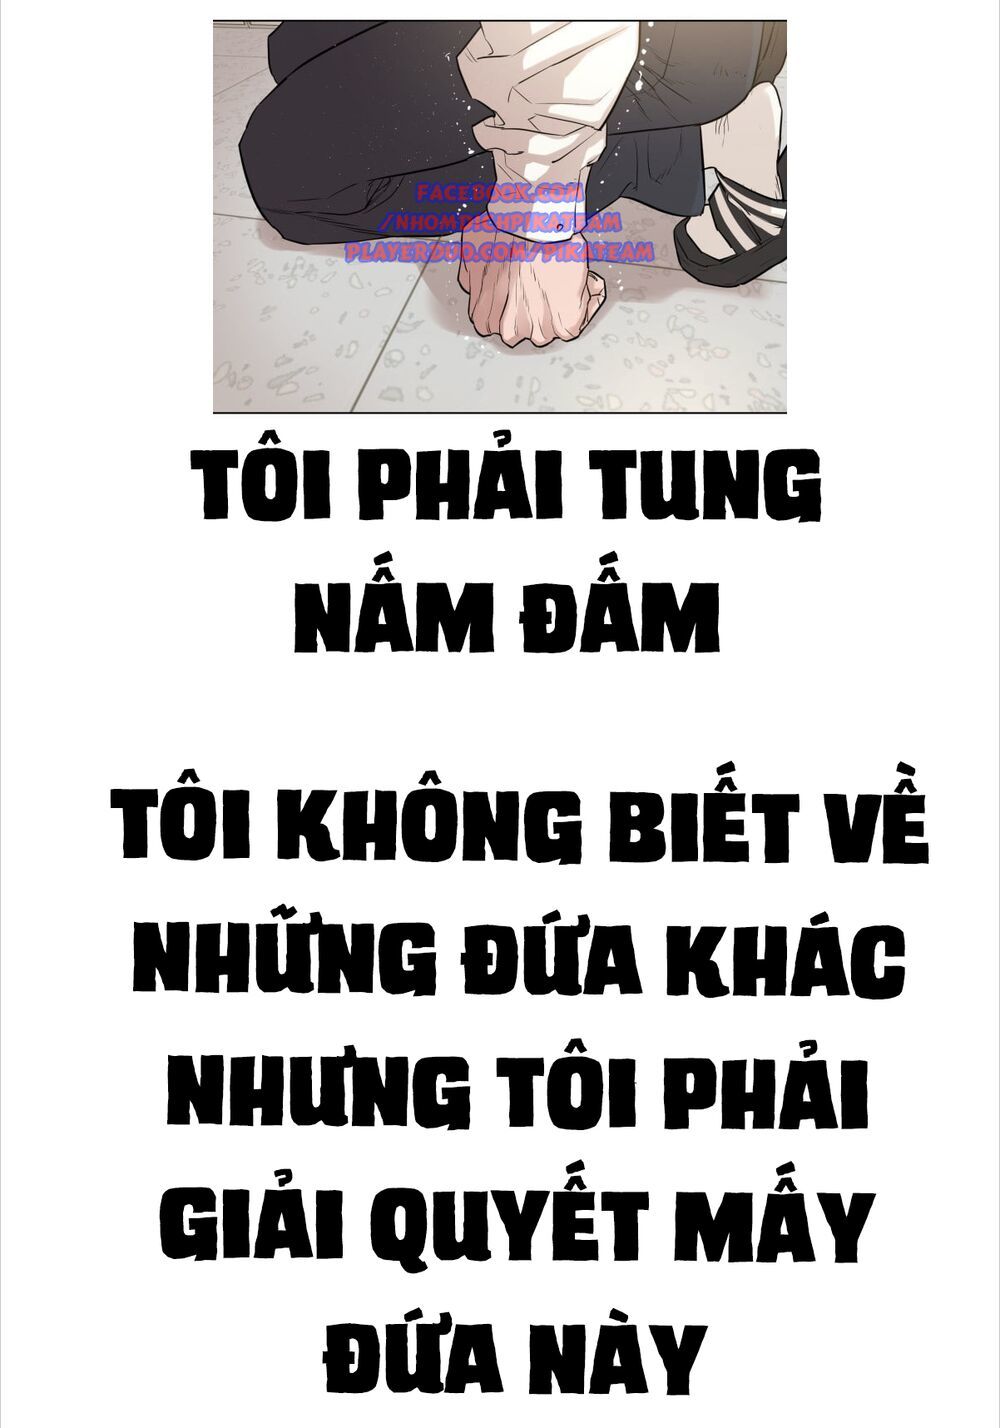 FACEBOOK.COM
/NHOMDICHPIKATEAM
PLAYERDUO.COM/PIKATEAM
TÔI PHẢI TUNG
NẤM ĐẤM
TÔI KHÔNG BIẾT VỀ
NHỮNG ĐỨA KHÁC
NHƯNG TÔI PHẢI
GIẢI QUYẾT MẤY
ĐỨA NÀY